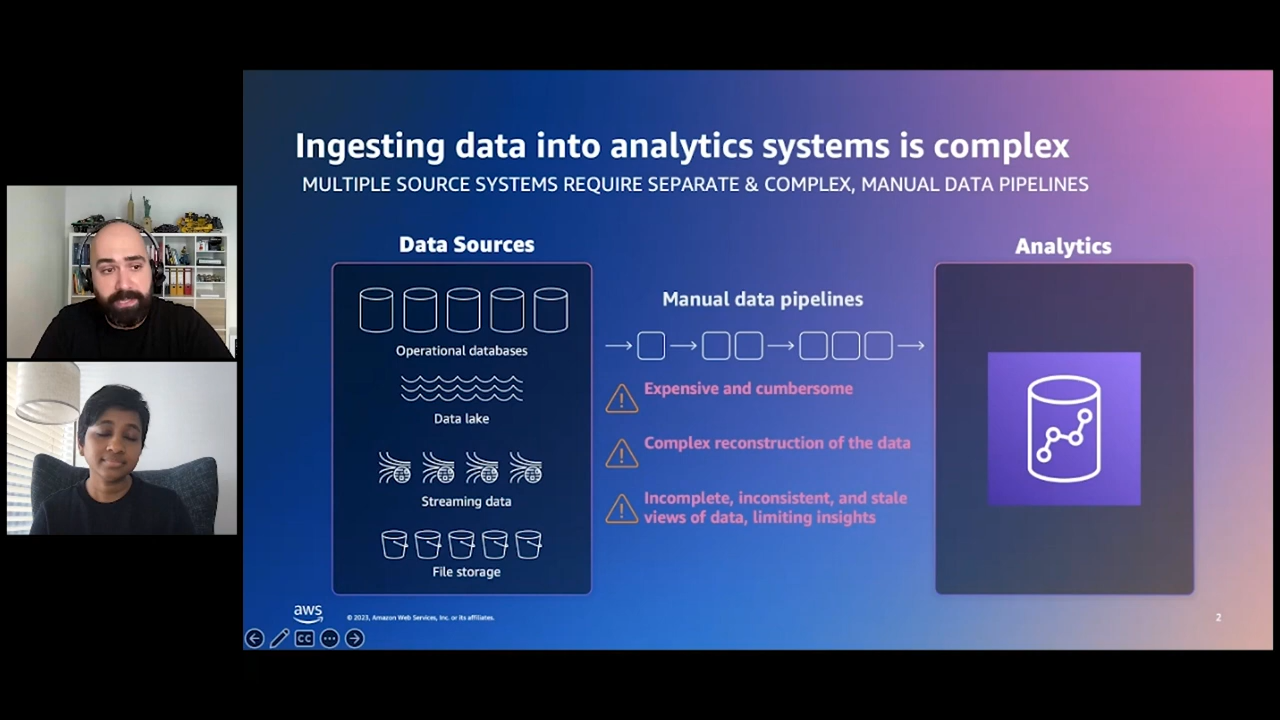 Ingesting data into analytics systems is complex
MULTIPLE SOURCE SYSTEMS REQUIRE SEPARATE & COMPLEX, MANUAL DATA PIPELINES
Data Sources
Operational databases
Data lake
Streaming data
File storage
Manual data pipelines
Expensive and cumbersome
Complex reconstruction of the data
Incomplete, inconsistent, and stale
views of data, limiting insights
Analytics
aws
© 2023, Amazon Web Services, Inc. or its affiliates.
2
CC